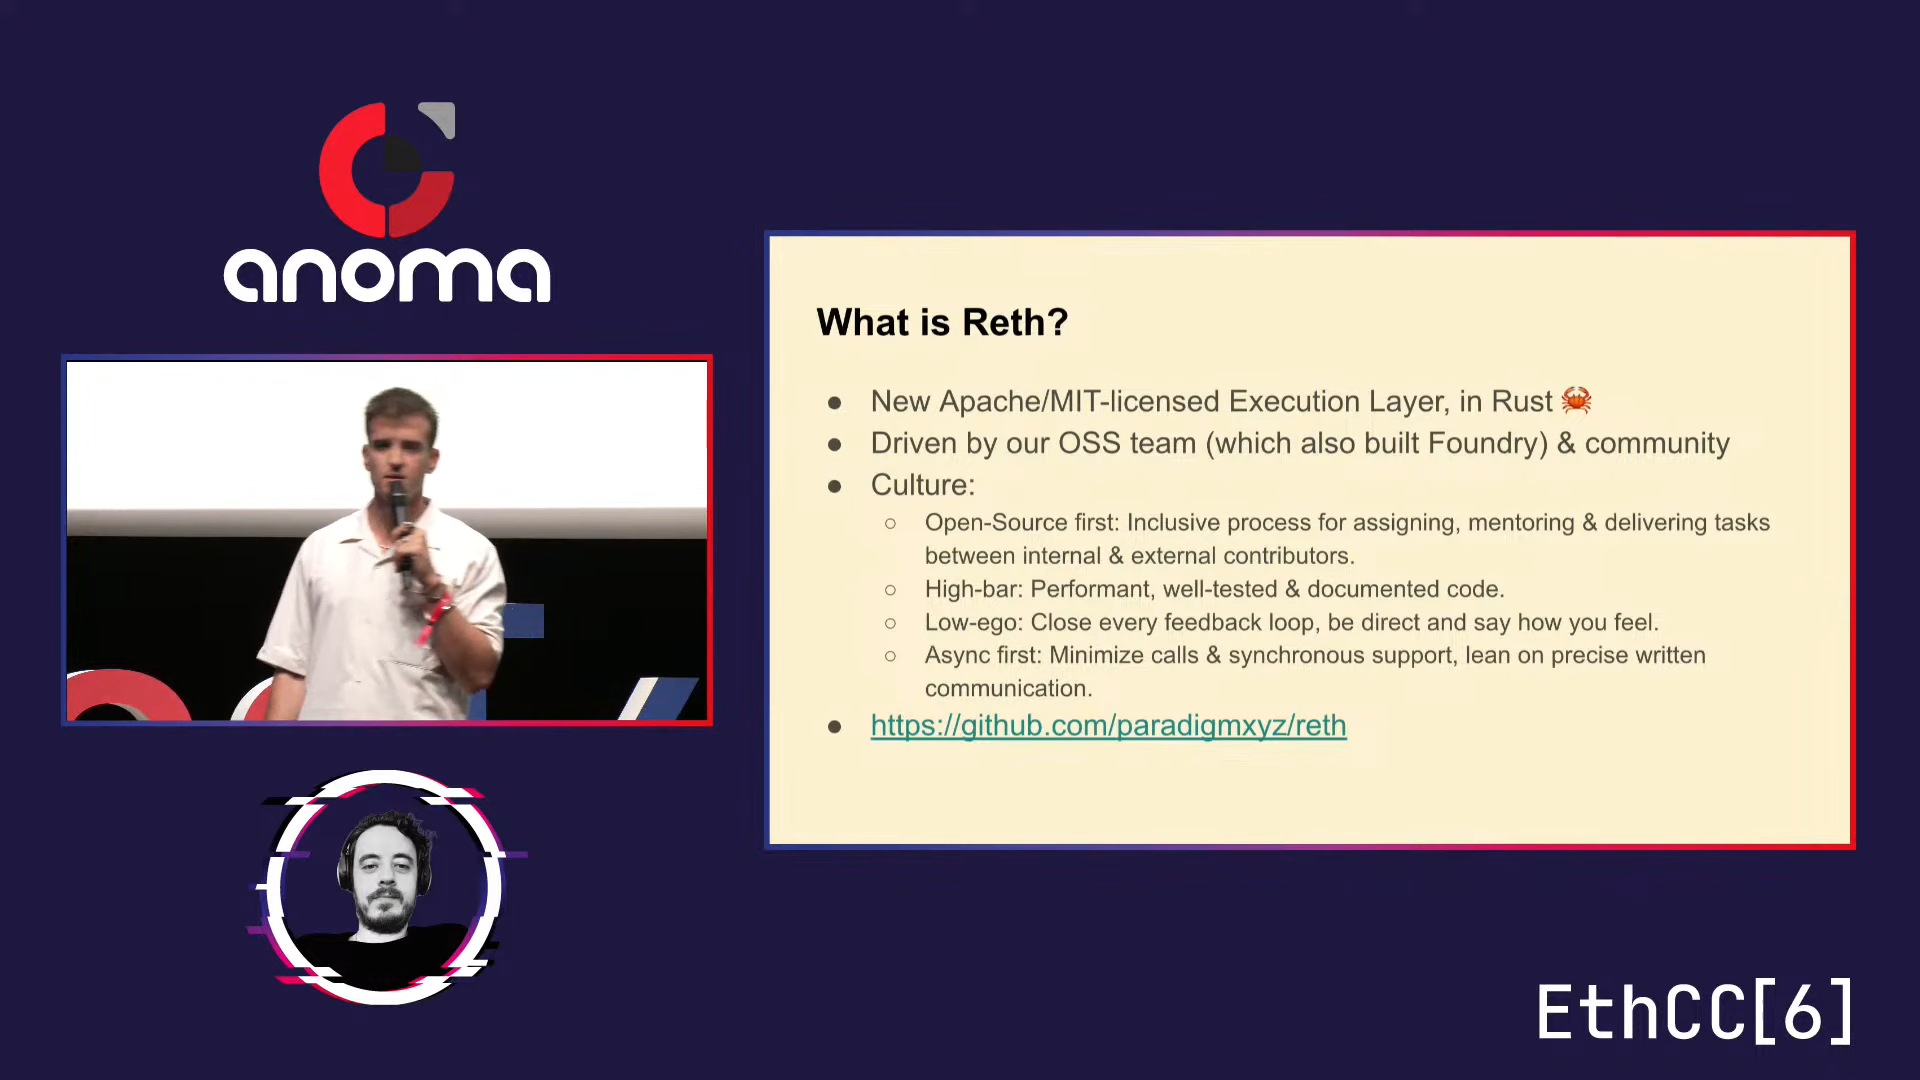 anoma
What is Reth?
● New Apache/MIT-licensed Execution Layer, in Rust 🦀
● Driven by our OSS team (which also built Foundry) & community
● Culture:
○ Open-Source first: Inclusive process for assigning, mentoring & delivering tasks
between internal & external contributors.
○ High-bar: Performant, well-tested & documented code.
○ Low-ego: Close every feedback loop, be direct and say how you feel.
○ Async first: Minimize calls & synchronous support, lean on precise written
communication.
● https://github.com/paradigmxyz/reth
EthCC[6]